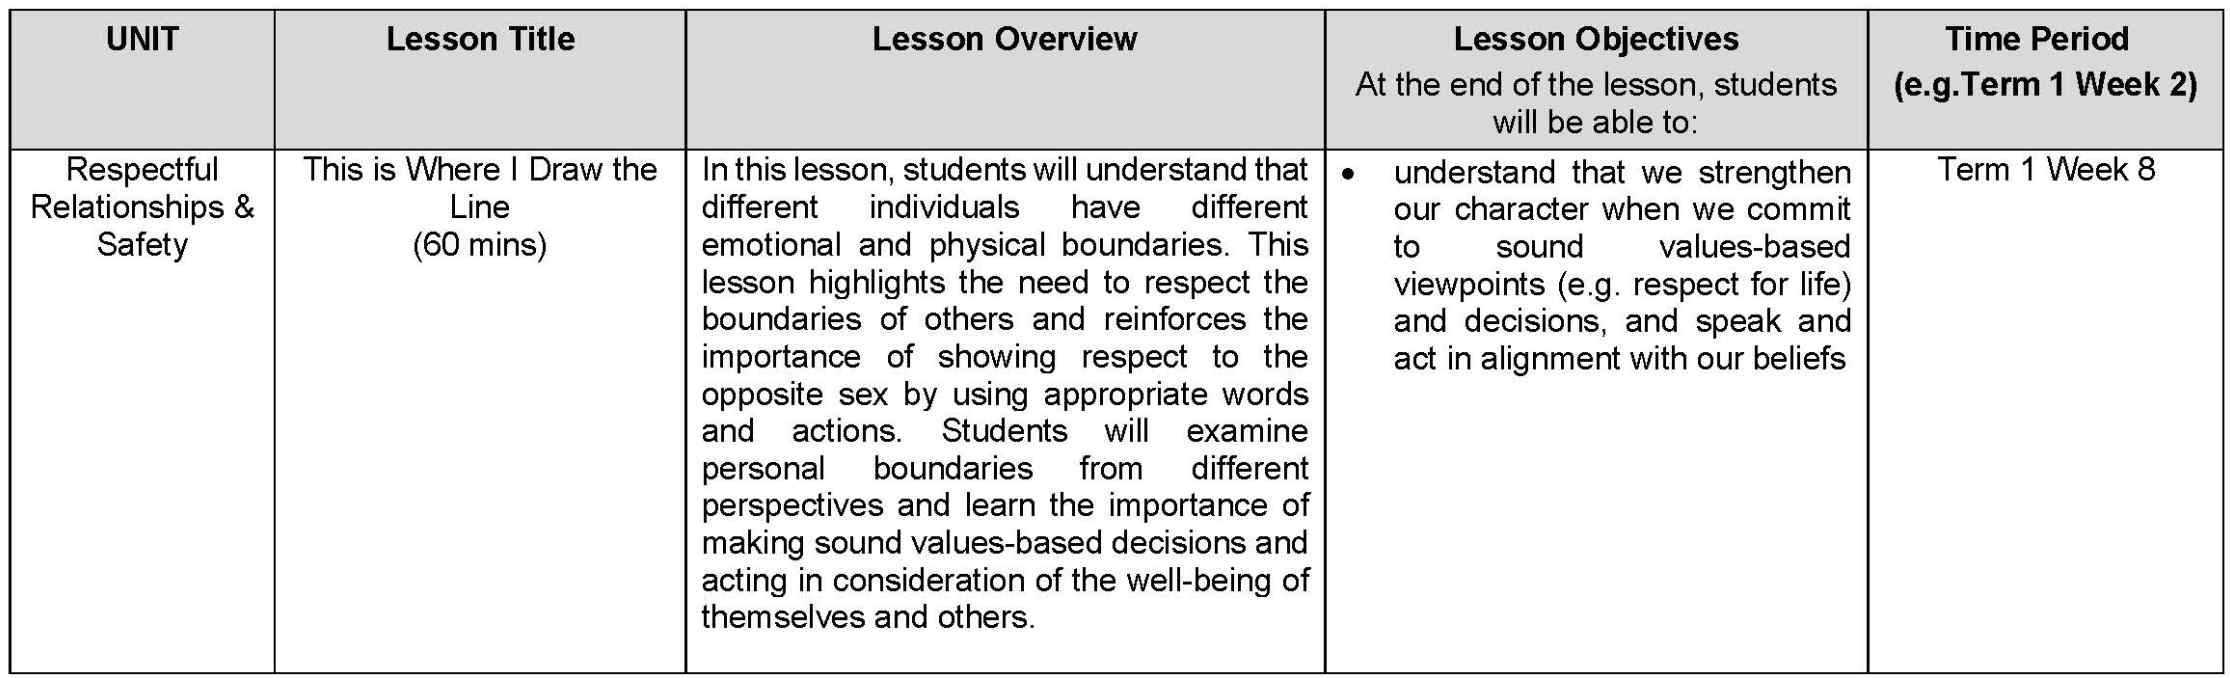 UNIT
Lesson Title
Lesson Overview
Lesson Objectives
At the end of the lesson, students
will be able to:
Time Period
(e.g.Term 1 Week 2)
Respectful
Relationships &
Safety
This is Where I Draw the
Line
(60 mins)
In this lesson, students will understand that
different individuals have different
emotional and physical boundaries. This
lesson highlights the need to respect the
boundaries of others and reinforces the
importance of showing respect to the
opposite sex by using appropriate words
and actions. Students will examine
personal boundaries from different
perspectives and learn the importance of
making sound values-based decisions and
acting in consideration of the well-being of
themselves and others.
• understand that we strengthen
our character when we commit
to sound values-based
viewpoints (e.g. respect for life)
and decisions, and speak and
act in alignment with our beliefs
Term 1 Week 8